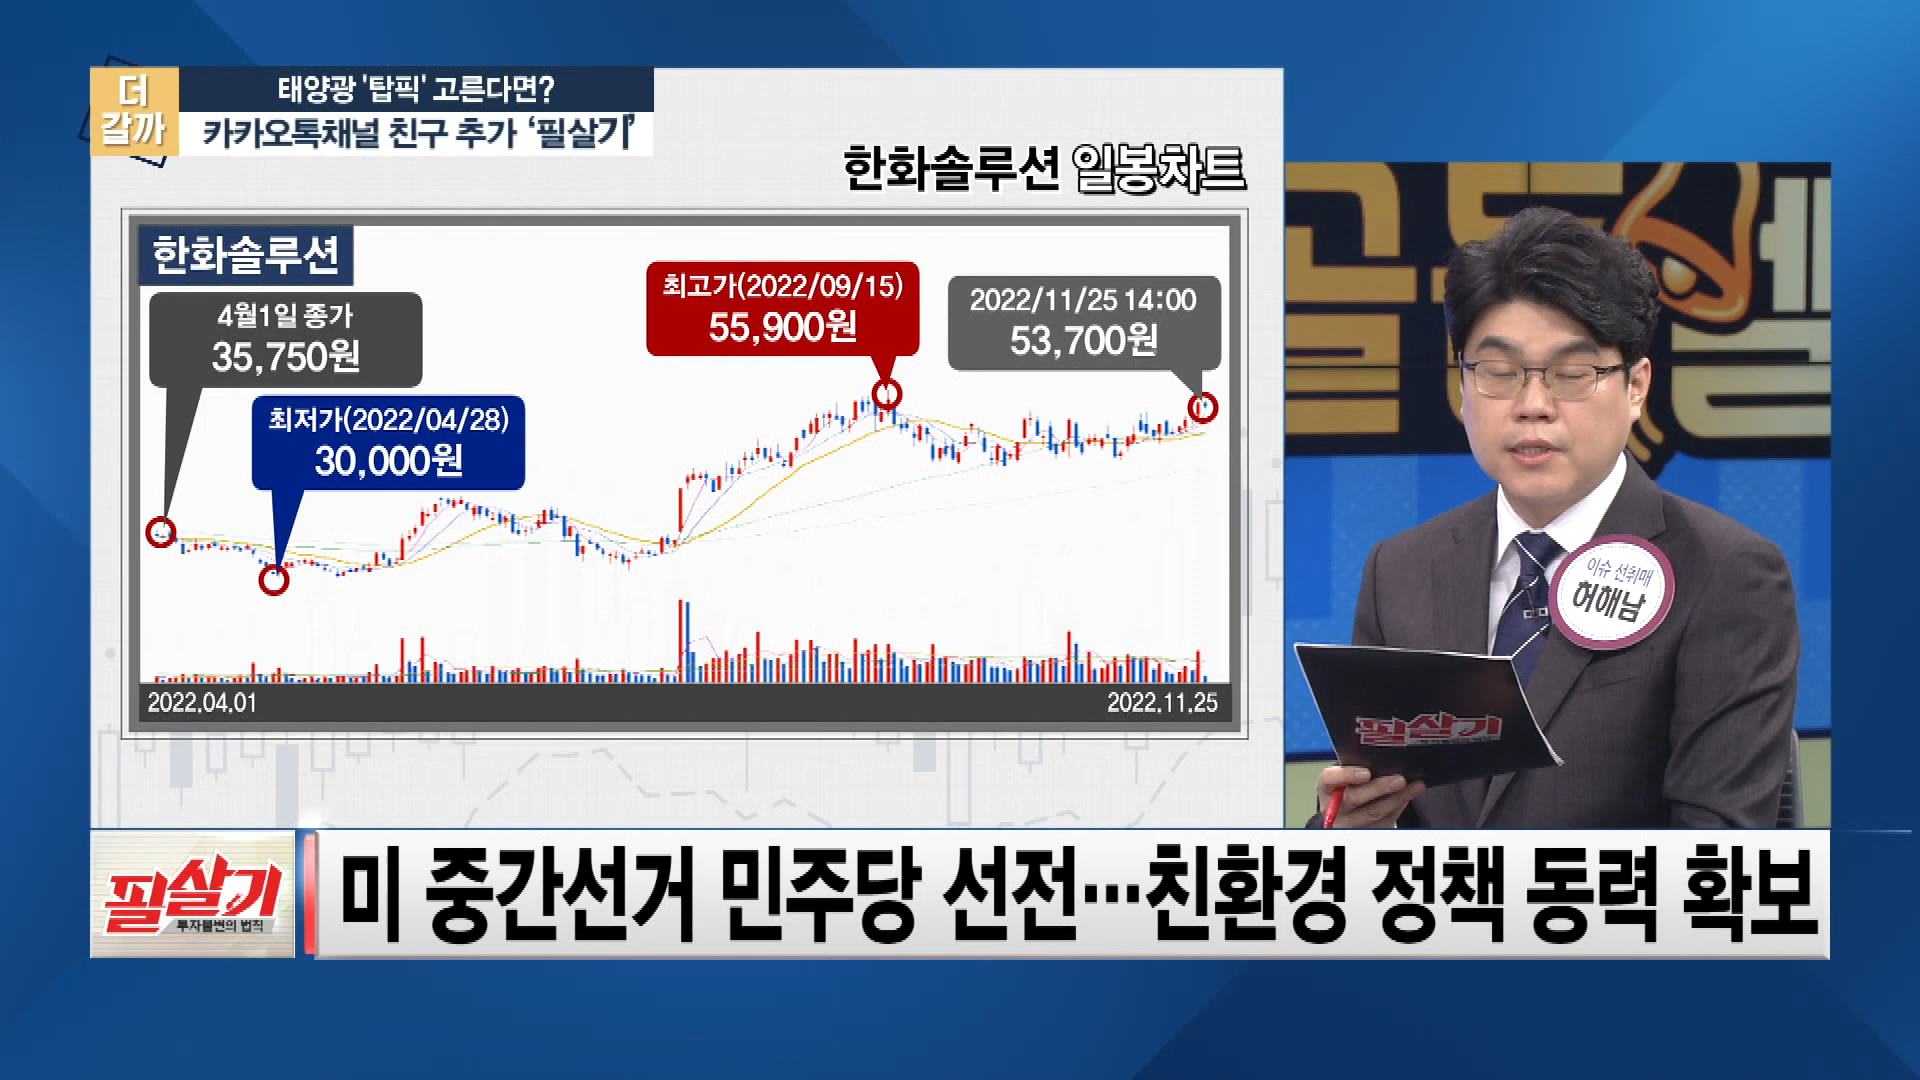 더
갈까
태양광 '탑픽' 고른다면?
카카오톡채널 친구 추가 ‘필살기’
한화솔루션 일봉차트
한화솔루션
4월1일 종가
35,750원
최저가(2022/04/28)
30,000원
최고가(2022/09/15)
55,900원
2022/11/25 14:00
53,700원
2022.04.01
2022.11.25
이슈 선취매
허해남
필살기
필살기
투자불변의 법칙
미 중간선거 민주당 선전…친환경 정책 동력 확보